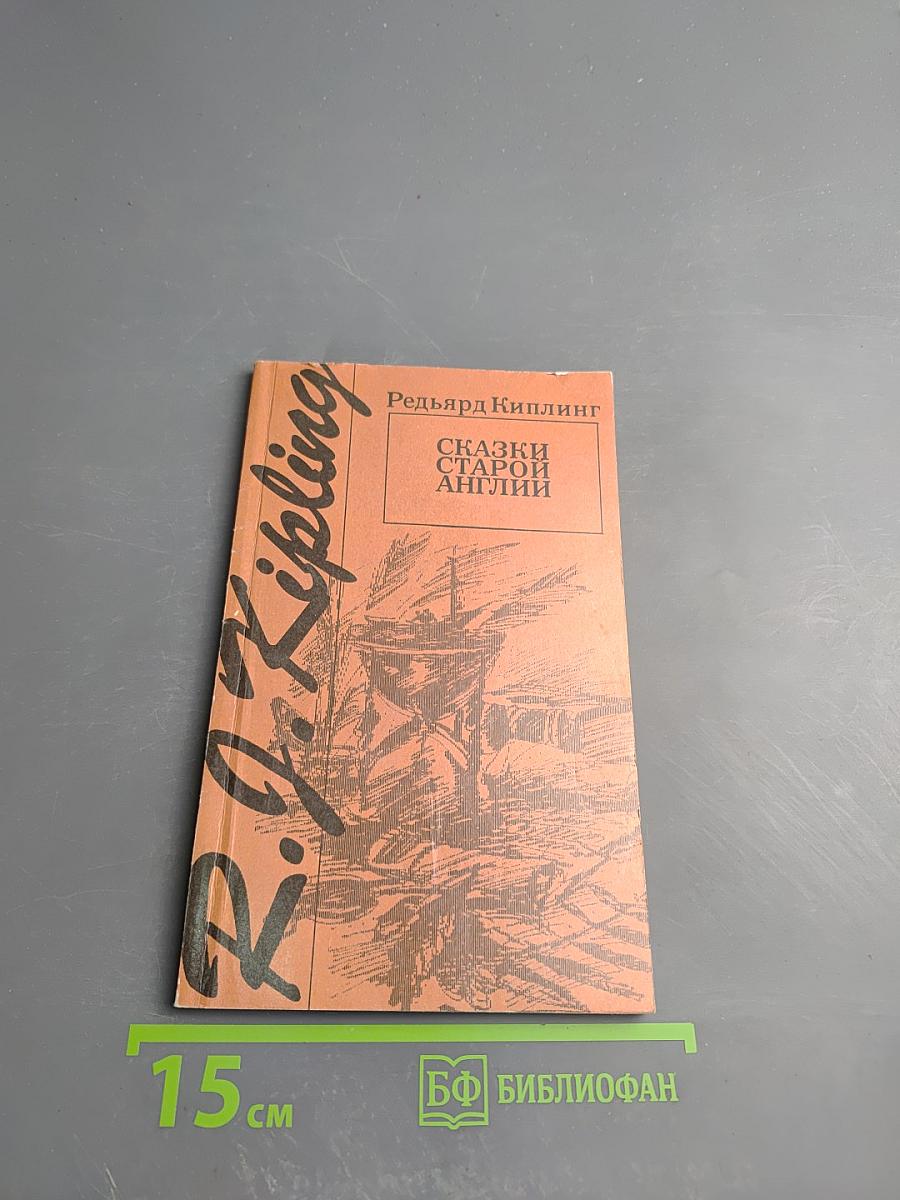 R. J. Kipling
Редьярд Киплинг
СКАЗКИ
СТАРОЙ
АНГЛИИ
15 см
БФ БИБЛИОФАН